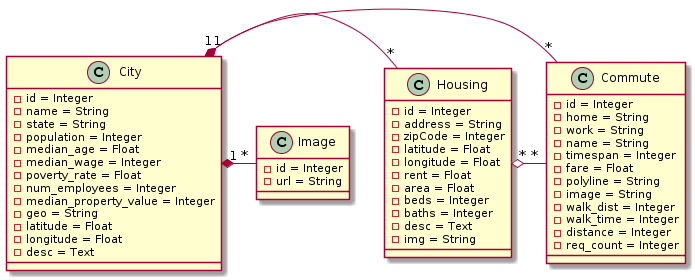 11
*
*
C City
id = Integer
name = String
state = String
population = Integer
median_age = Float
median_wage = Integer
poverty_rate = Float
num_employees = Integer
median_property_value = Integer
geo = String
latitude = Float
longitude = Float
desc = Text
1 *
C Image
id = Integer
url = String
C Housing
id = Integer
address = String
zipCode = Integer
latitude = Float
longitude = Float
rent = Float
area = Float
beds = Integer
baths = Integer
desc = Text
img = String
* *
C Commute
id = Integer
home = String
work = String
name = String
timespan = Integer
fare = Float
polyline = String
image = String
walk_dist = Integer
walk_time = Integer
distance = Integer
req_count = Integer